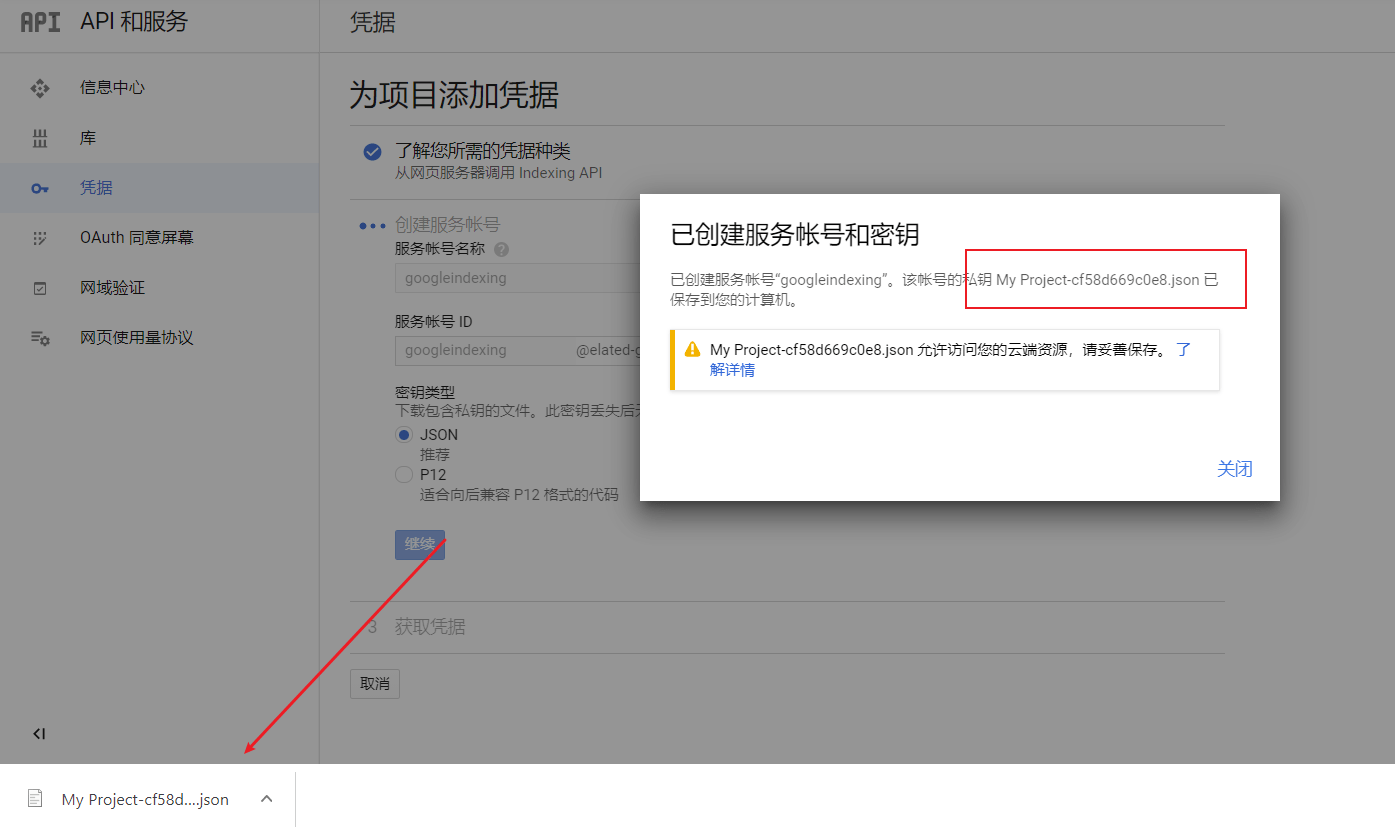 API API 和服务
凭据
信息中心
库
凭据
OAuth 同意屏幕
网域验证
网页使用量协议
为项目添加凭据
了解您所需的凭据种类
从网页服务器调用 Indexing API
创建服务帐号
服务帐号名称 ?
googleindexing
服务帐号 ID
googleindexing @elated-g
密钥类型
下载包含私钥的文件。此密钥丢失后
JSON
推荐
P12
适合向后兼容 P12 格式的代码
继续
3 获取凭据
取消
已创建服务帐号和密钥
已创建服务帐号“googleindexing”。该帐号的私钥 My Project-cf58d669c0e8.json 已
保存到您的计算机。
My Project-cf58d669c0e8.json 允许访问您的云端资源，请妥善保存。 了
解详情
关闭
My Project-cf58d....json